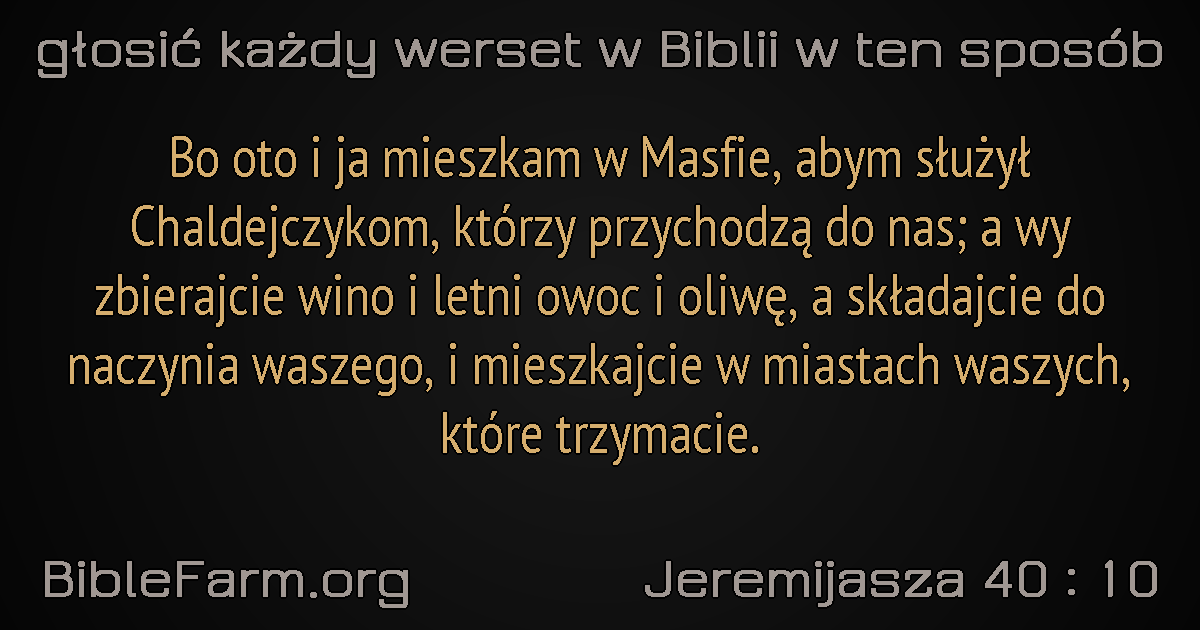 głosić każdy werset w Biblii w ten sposób
Bo oto i ja mieszkam w Masfie, abym służył
Chaldejczykom, którzy przychodzą do nas; a wy
zbierajcie wino i letni owoc i oliwę, a składajcie do
naczynia waszego, i mieszkajcie w miastach waszych,
które trzymacie.
BibleFarm.org
Jeremijasza 40 : 10